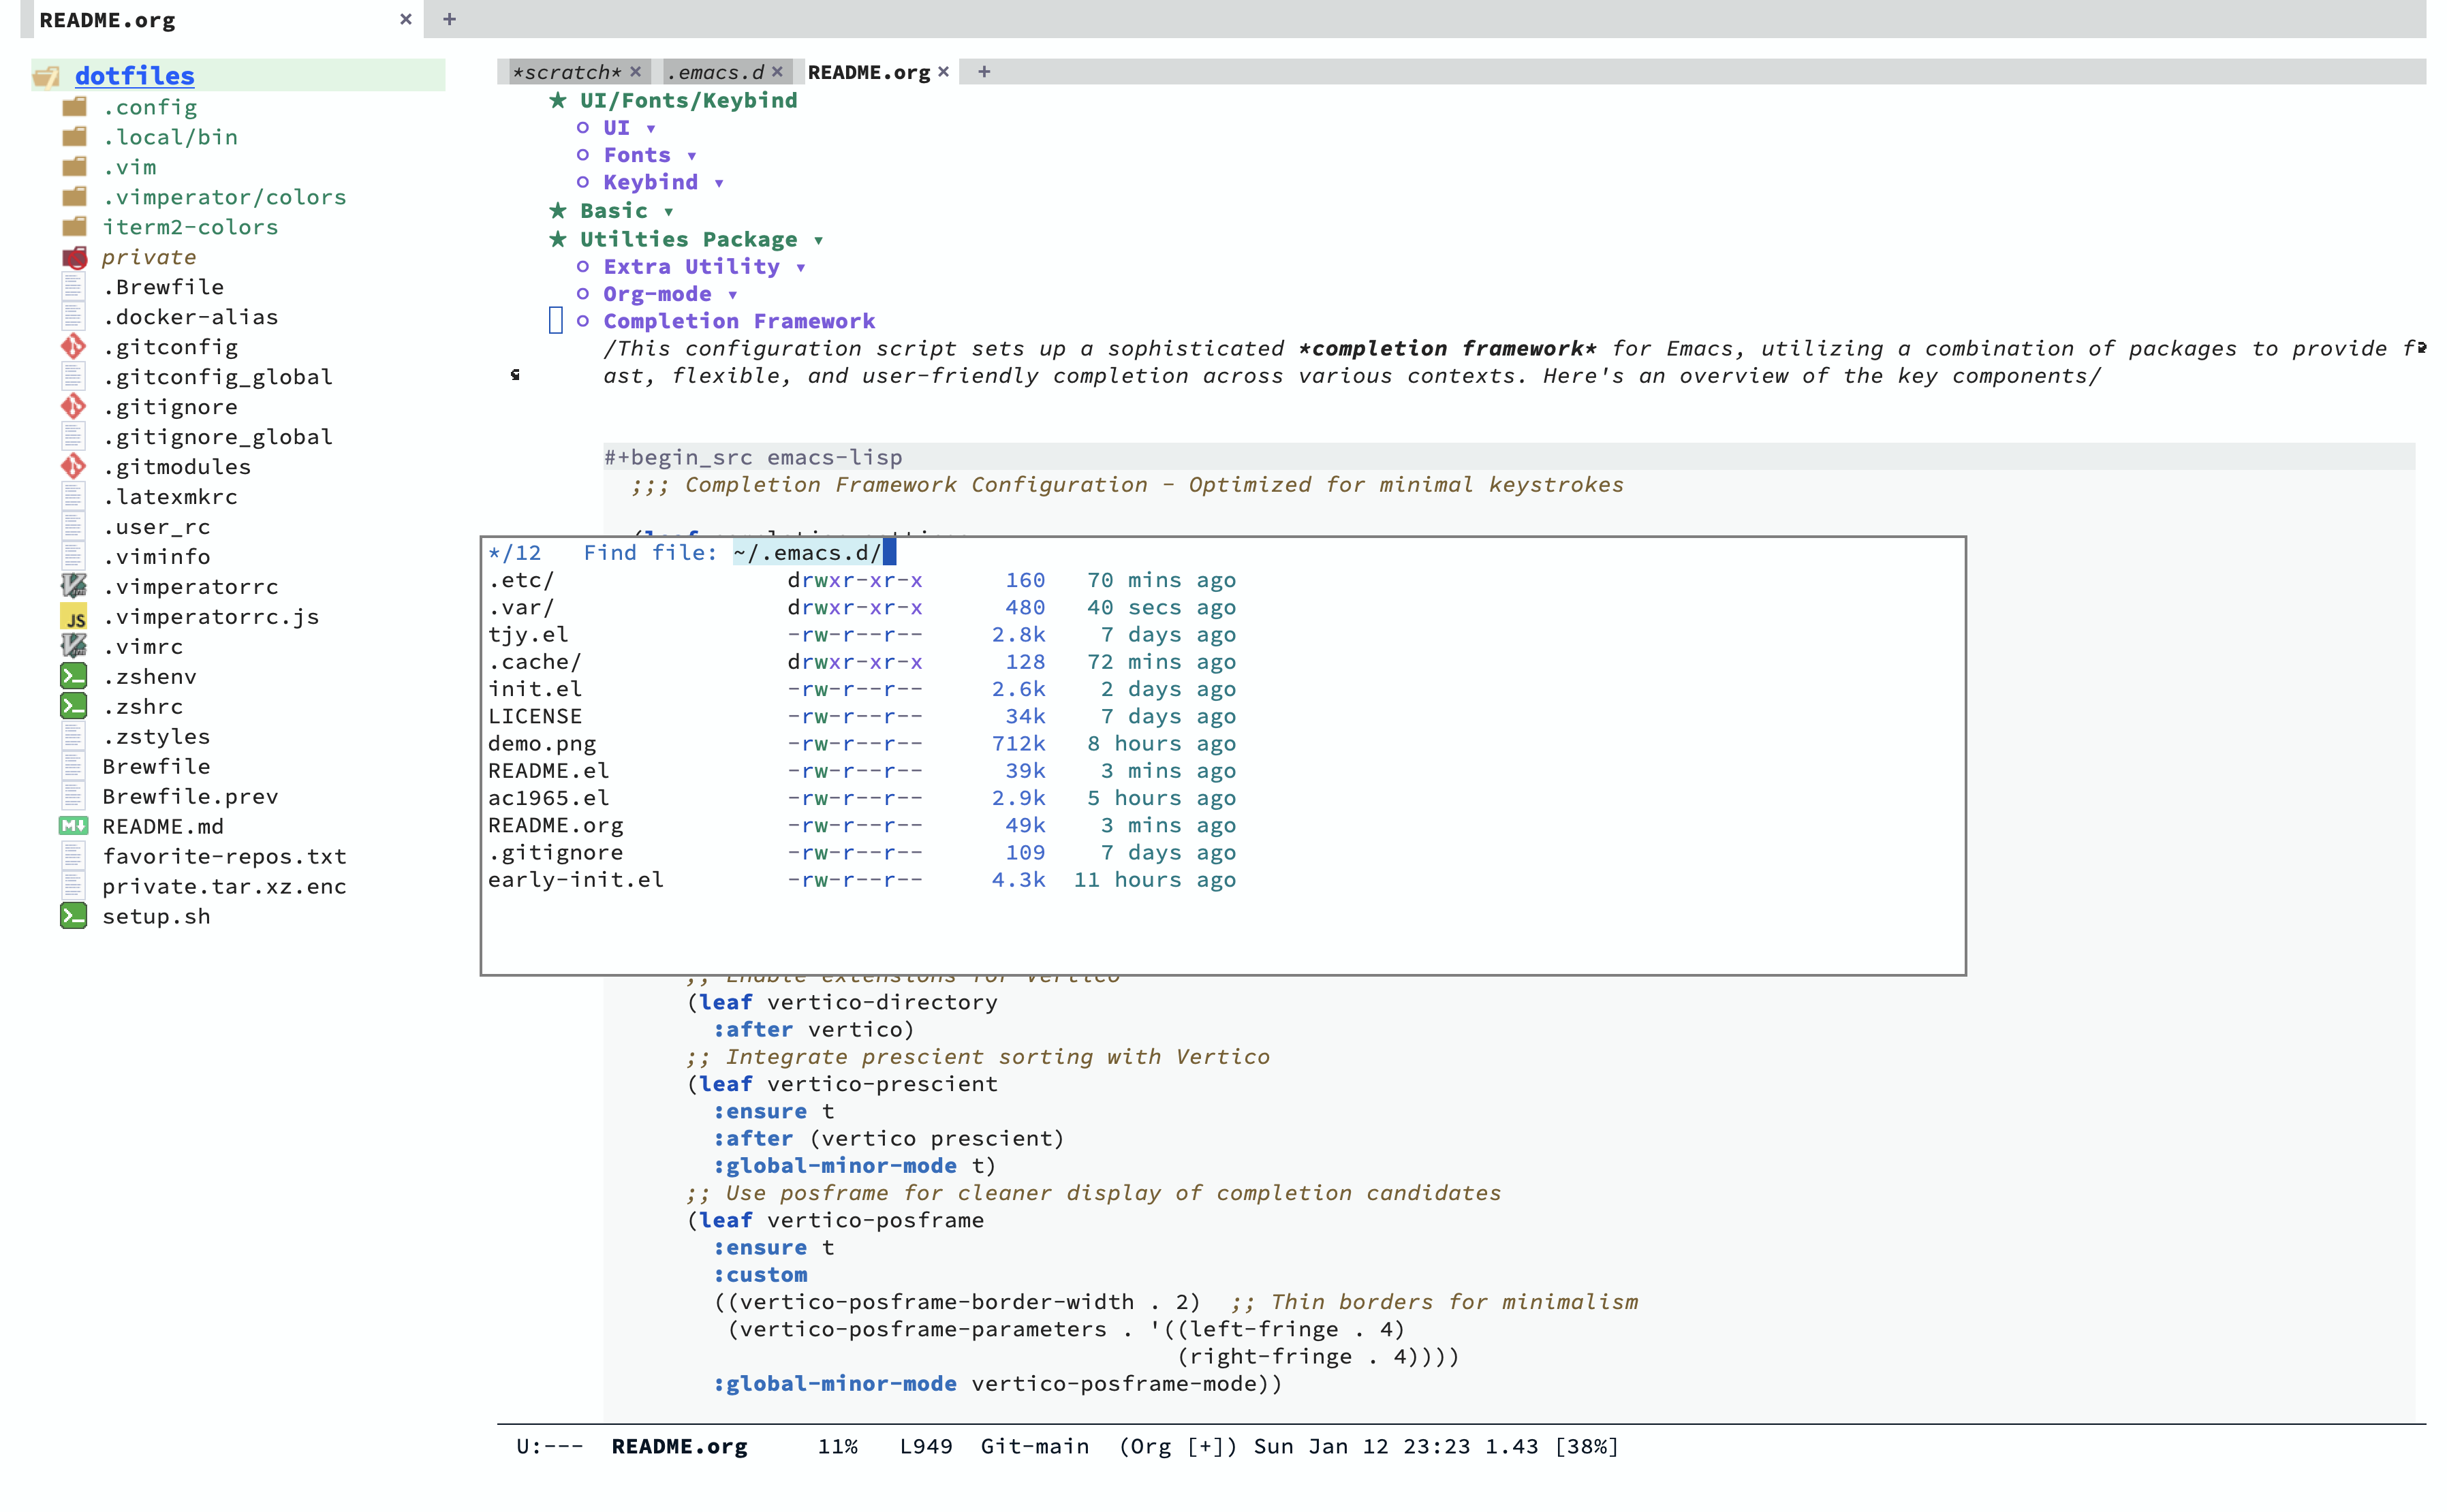 README.org × +
dotfiles
.config
.local/bin
.vim
.vimperator/colors
iterm2-colors
private
.Brewfile
.docker-alias
.gitconfig
.gitconfig_global
.gitignore
.gitignore_global
.gitmodules
.latexmkrc
.user_rc
.viminfo
.vimperatorrc
JS .vimperatorrc.js
.vimrc
.zshenv
.zshrc
.zstyles
Brewfile
Brewfile.prev
M↓ README.md
favorite-repos.txt
private.tar.xz.enc
setup.sh
*scratch* × .emacs.d × README.org × +
★ UI/Fonts/Keybind
○ UI ▾
○ Fonts ▾
○ Keybind ▾
★ Basic ▾
★ Utilties Package ▾
○ Extra Utility ▾
○ Org-mode ▾
○ Completion Framework
/This configuration script sets up a sophisticated *completion framework* for Emacs, utilizing a combination of packages to provide f
ast, flexible, and user-friendly completion across various contexts. Here's an overview of the key components/
#+begin_src emacs-lisp
;;; Completion Framework Configuration - Optimized for minimal keystrokes
*/12 Find file: ~/.emacs.d/
.etc/ drwxr-xr-x 160 70 mins ago
.var/ drwxr-xr-x 480 40 secs ago
tjy.el -rw-r--r-- 2.8k 7 days ago
.cache/ drwxr-xr-x 128 72 mins ago
init.el -rw-r--r-- 2.6k 2 days ago
LICENSE -rw-r--r-- 34k 7 days ago
demo.png -rw-r--r-- 712k 8 hours ago
README.el -rw-r--r-- 39k 3 mins ago
ac1965.el -rw-r--r-- 2.9k 5 hours ago
README.org -rw-r--r-- 49k 3 mins ago
.gitignore -rw-r--r-- 109 7 days ago
early-init.el -rw-r--r-- 4.3k 11 hours ago
;; Enable extensions for Vertico
(leaf vertico-directory
:after vertico)
;; Integrate prescient sorting with Vertico
(leaf vertico-prescient
:ensure t
:after (vertico prescient)
:global-minor-mode t)
;; Use posframe for cleaner display of completion candidates
(leaf vertico-posframe
:ensure t
:custom
((vertico-posframe-border-width . 2) ;; Thin borders for minimalism
(vertico-posframe-parameters . '((left-fringe . 4)
(right-fringe . 4))))
:global-minor-mode vertico-posframe-mode))
U:--- README.org 11% L949 Git-main (Org [+]) Sun Jan 12 23:23 1.43 [38%]